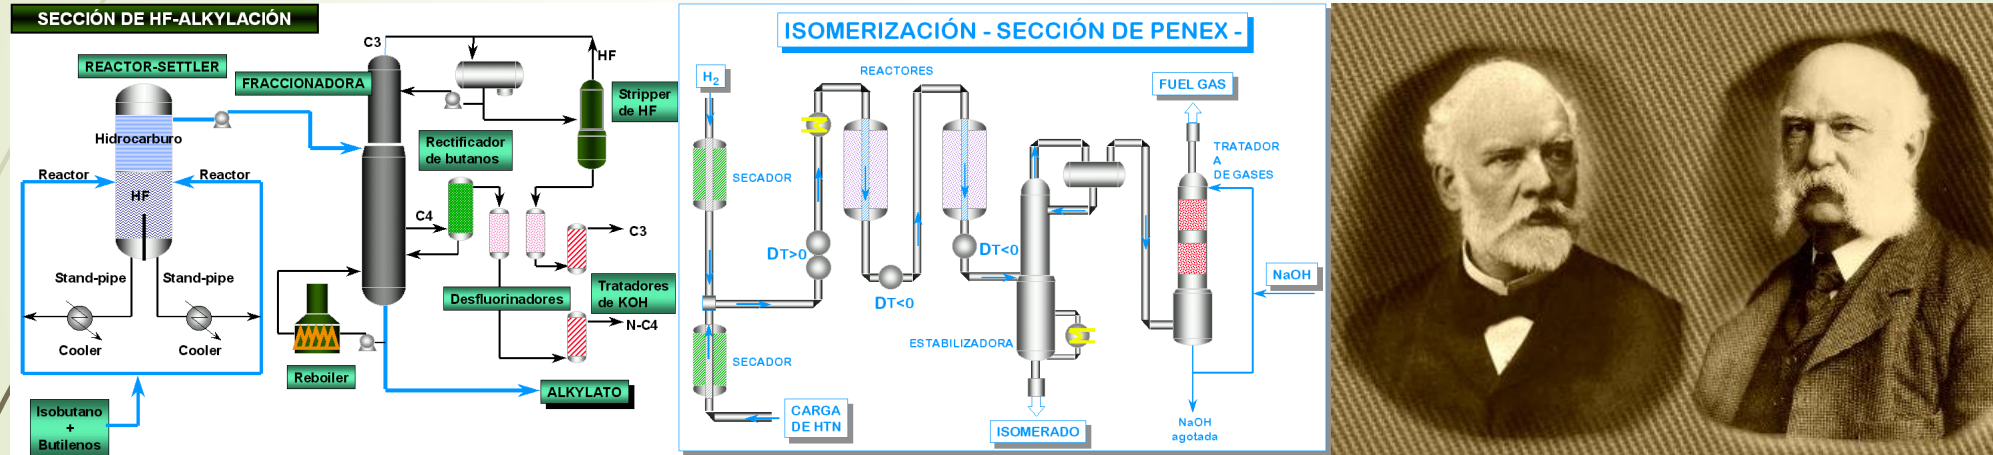 SECCIÓN DE HF-ALKYLACIÓN
C3
HF
REACTOR-SETTLER
FRACCIONADORA
Stripper
de HF
Hidrocarburo
Rectificador
de butanos
Reactor
Reactor
HF
C4
C3
Stand-pipe
Stand-pipe
Desfluorinadores
Tratadores
de KOH
N-C4
Cooler
Cooler
Reboiler
ALKYLATO
Isobutano
+
Butilenos
ISOMERIZACIÓN - SECCIÓN DE PENEX -
H2
REACTORES
FUEL GAS
TRATADOR
A
DE GASES
SECADOR
DT>0
DT<0
DT<0
NaOH
ESTABILIZADORA
SECADOR
CARGA
DE HTN
ISOMERADO
NaOH
agotada